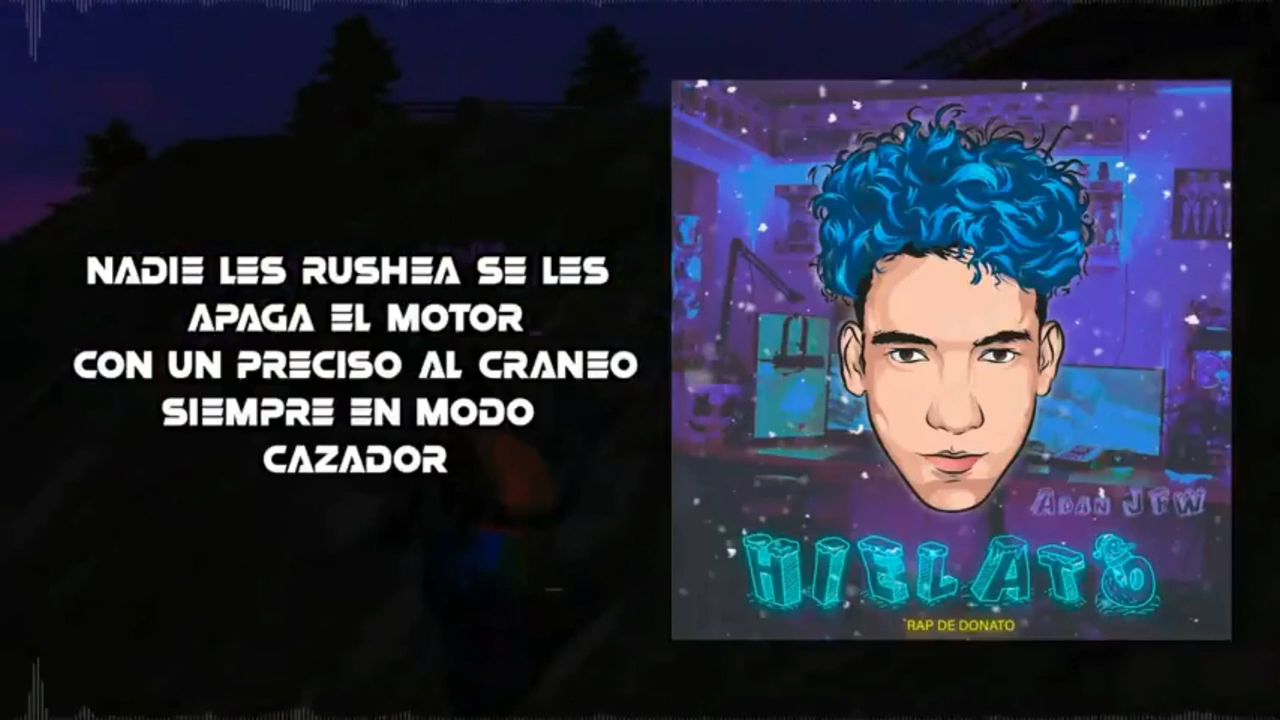 NADIE LES RUSHEA SE LES
APAGA EL MOTOR
CON UN PRECISO AL CRANEO
SIEMPRE EN MODO
CAZADOR
ADAN JFW
HIELATO
RAP DE DONATO